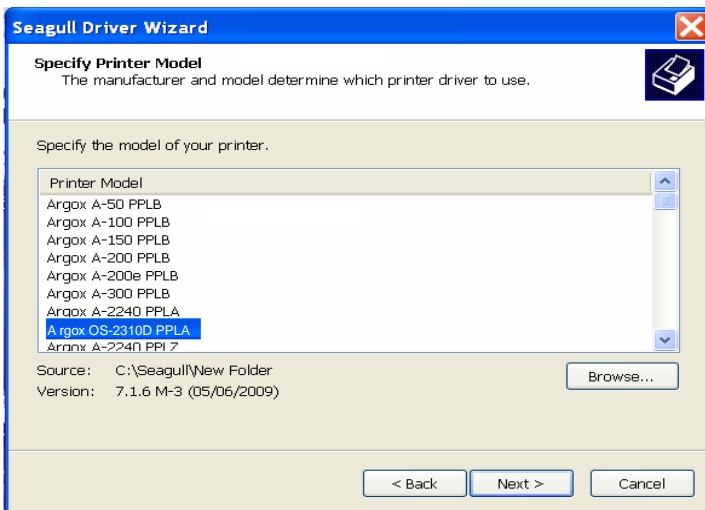 Seagull Driver Wizard
Specify Printer Model
The manufacturer and model determine which printer driver to use.
Specify the model of your printer.
Printer Model
Argox A-50 PPLB
Argox A-100 PPLB
Argox A-150 PPLB
Argox A-200 PPLB
Argox A-200e PPLB
Argox A-300 PPLB
Argox A-2240 PPLA
A rgox OS-2310D PPLA
Argox A-2240 PPLZ
Source: C:\Seagull\New Folder
Browse...
Version: 7.1.6 M-3 (05/06/2009)
< Back Next > Cancel